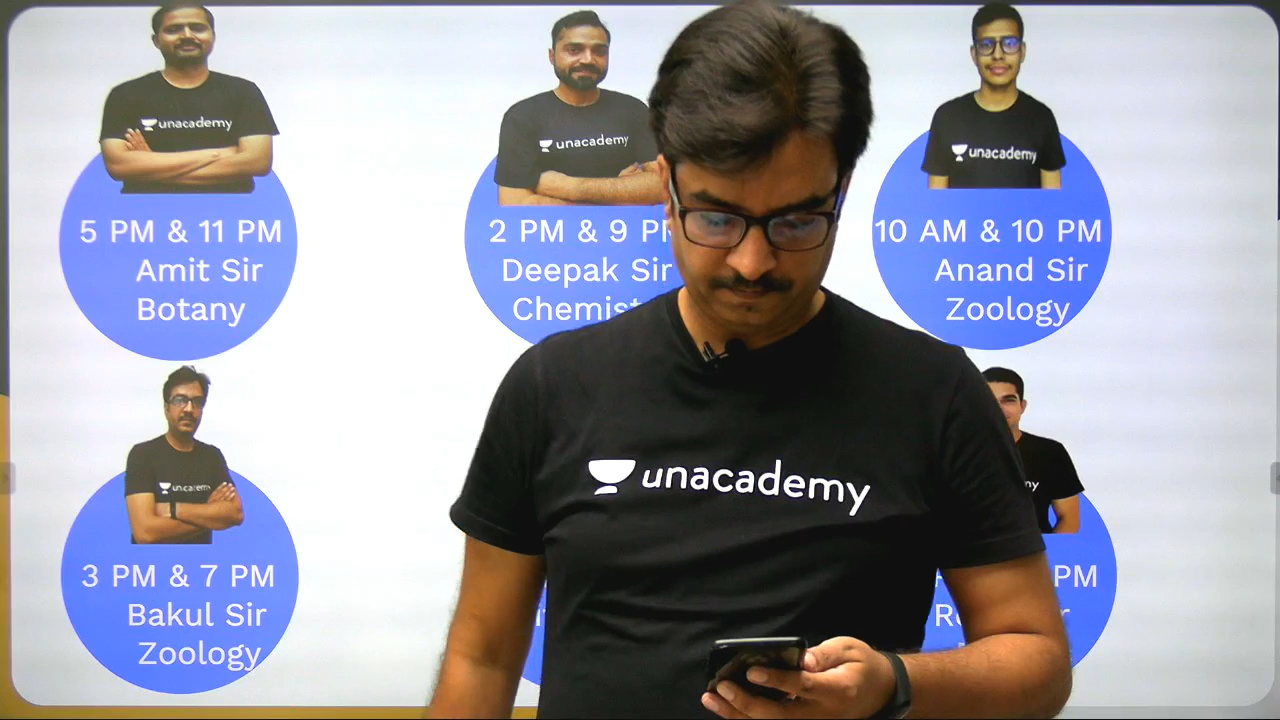 unacademy
unacademy
unacademy
5 PM & 11 PM
Amit Sir
Botany
2 PM & 9
Deepak Sir
10 AM & 10 PM
Anand Sir
Zoology
unacademy
unacademy
3 PM & 7 PM
Bakul Sir
Zoology
PM